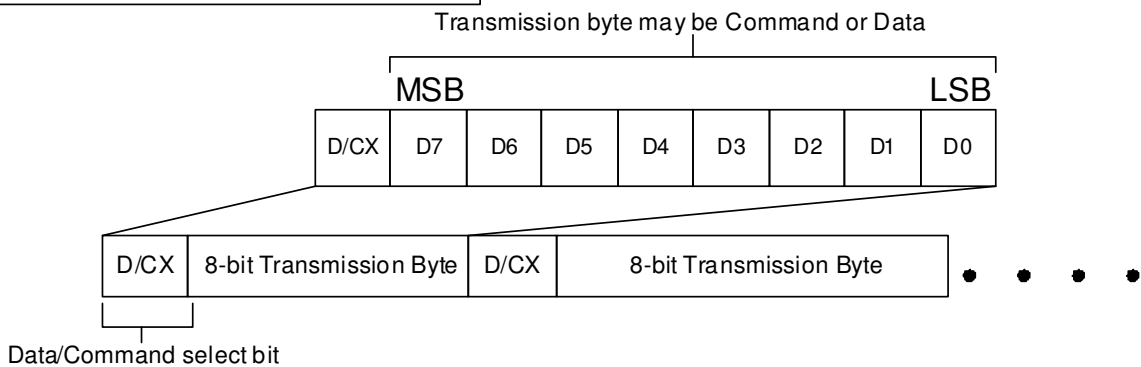 Transmission byte may be Command or Data
MSB LSB
D/CX D7 D6 D5 D4 D3 D2 D1 D0
D/CX 8-bit Transmission Byte D/CX 8-bit Transmission Byte
Data/Command select bit